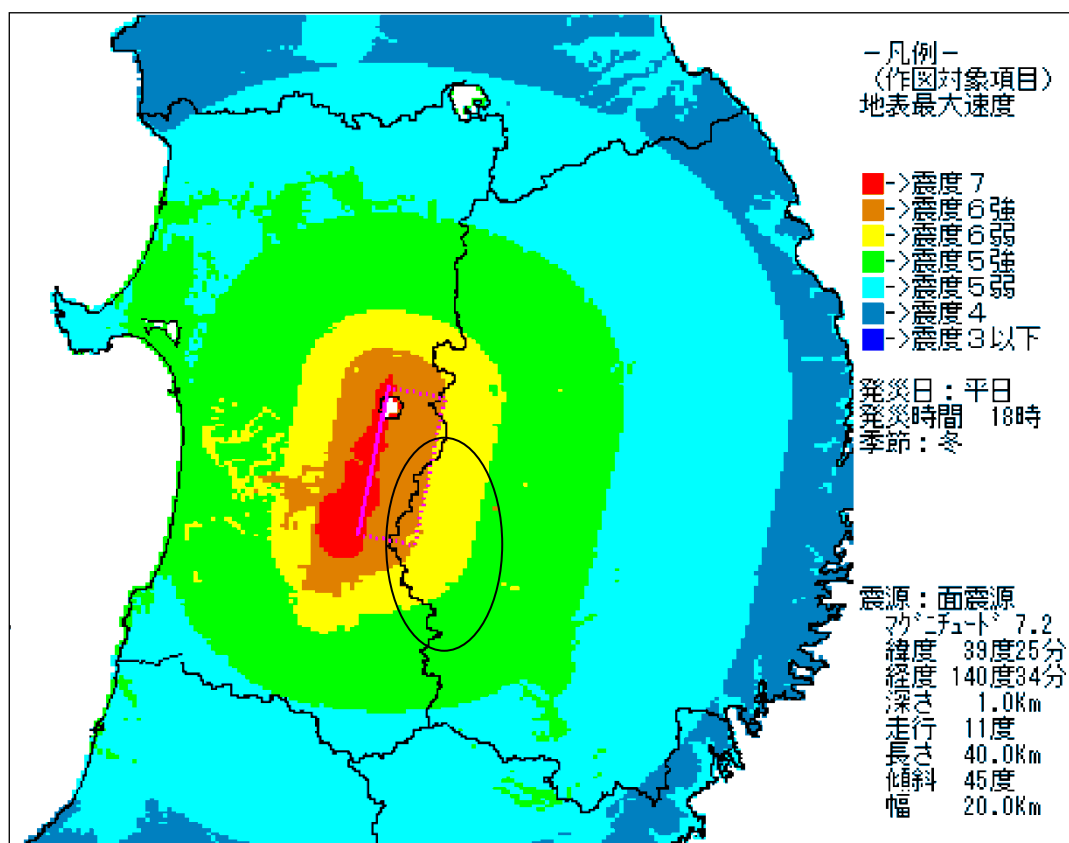 －凡例－
（作図対象項目）
地表最大速度
->震度７
->震度６強
->震度６弱
->震度５強
->震度５弱
->震度４
->震度３以下
発災日：平日
発災時間　18時
季節：冬
震源：面震源
ﾏｸﾞﾆﾁｭｰﾄﾞ 7.2
緯度　39度25分
経度　140度34分
深さ　1.0Km
走行　11度
長さ　40.0Km
傾斜　45度
幅　20.0Km